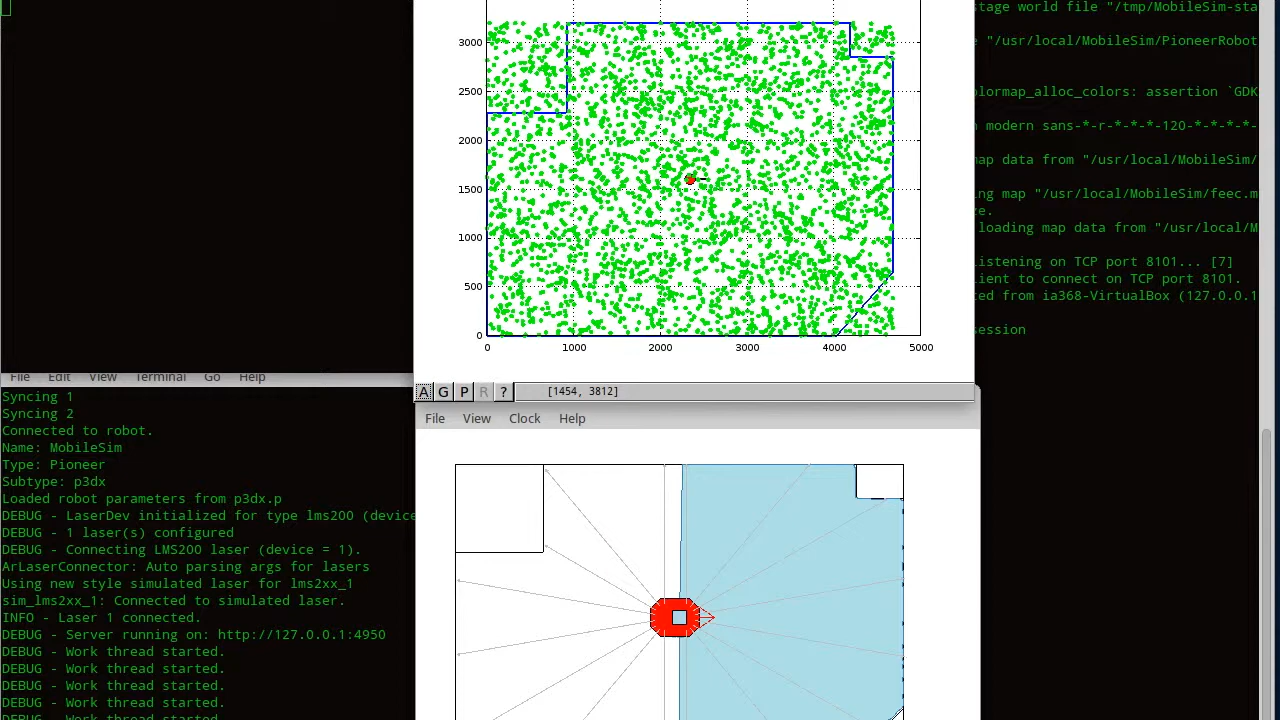 stage world file "/tmp/MobileSim-sta
"/usr/local/MobileSim/PioneerRobot
olormap_alloc_colors: assertion `GDK
modern sans-*-r-*-*-*-120-*-*-*-*-
map data from "/usr/local/MobileSim/
ng map "/usr/local/MobileSim/feec.m
ze.
loading map data from "/usr/local/M
istening on TCP port 8101... [7]
ient to connect on TCP port 8101.
ed from ia368-VirtualBox (127.0.0.1
session
3000
2500
2000
1500
1000
500
0
0 1000 2000 3000 4000 5000
A G P R ? [1454, 3812]
File View Clock Help
File Edit View Terminal Go Help
Syncing 1
Syncing 2
Connected to robot.
Name: MobileSim
Type: Pioneer
Subtype: p3dx
Loaded robot parameters from p3dx.p
DEBUG - LaserDev initialized for type lms200 (device
DEBUG - 1 laser(s) configured
DEBUG - Connecting LMS200 laser (device = 1).
ArLaserConnector: Auto parsing args for lasers
Using new style simulated laser for lms2xx_1
sim_lms2xx_1: Connected to simulated laser.
INFO - Laser 1 connected.
DEBUG - Server running on: http://127.0.0.1:4950
DEBUG - Work thread started.
DEBUG - Work thread started.
DEBUG - Work thread started.
DEBUG - Work thread started.
DEBUG - Work thread started.